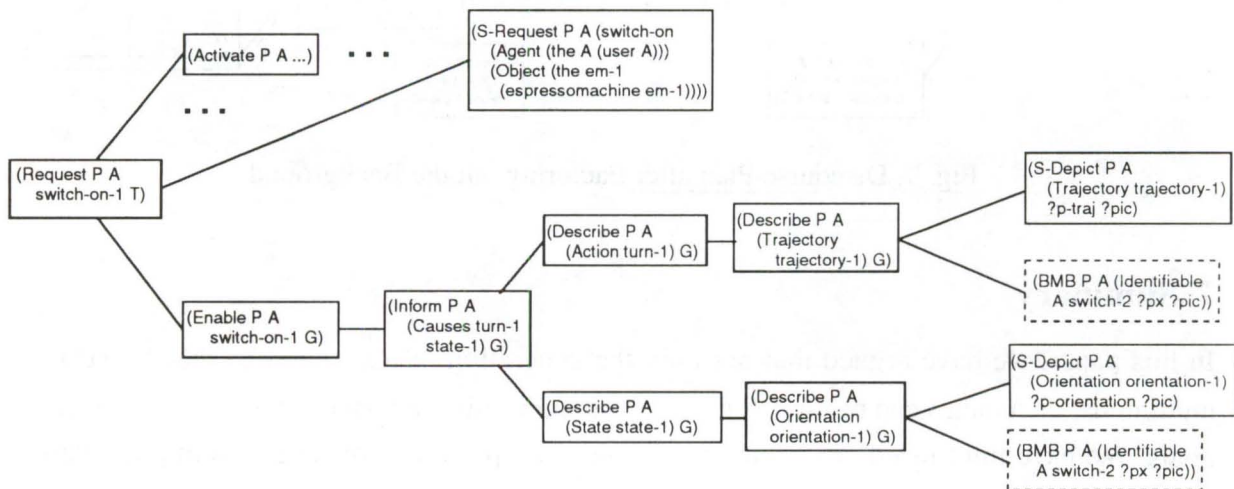 (Activate P A ...)
(S-Request P A (switch-on
(Agent (the A (user A)))
(Object (the em-1
(espressomachine em-1))))
(Request P A
switch-on-1 T)
(S-Depict P A
(Trajectory trajectory-1)
?p-traj ?pic)
(Describe P A
(Action turn-1) G)
(Describe P A
(Trajectory
trajectory-1) G)
(BMB P A (Identifiable
A switch-2 ?px ?pic))
(Enable P A
switch-on-1 G)
(Inform P A
(Causes turn-1
state-1) G)
(S-Depict P A
(Orientation orientation-1)
?p-orientation ?pic)
(Describe P A
(State state-1) G)
(Describe P A
(Orientation
orientation-1) G)
(BMB P A (Identifiable
A switch-2 ?px ?pic))